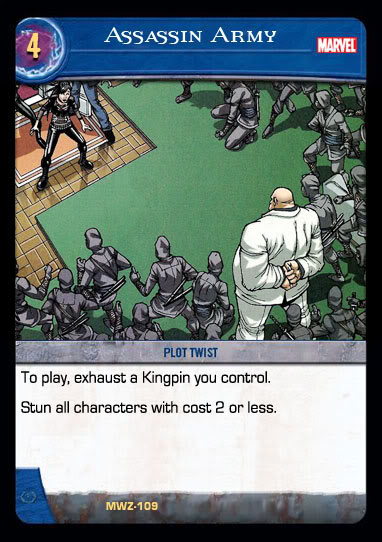 4
Assassin Army
MARVEL
PLOT TWIST
To play, exhaust a Kingpin you control.
Stun all characters with cost 2 or less.
MWZ-109